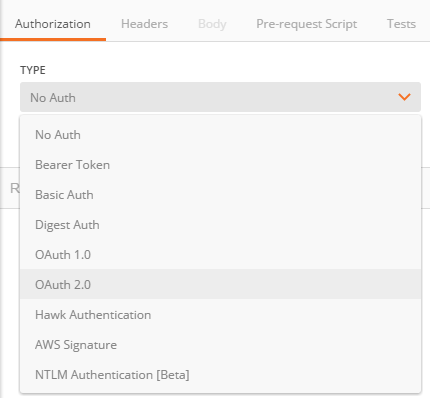 Authorization Headers Body Pre-request Script Tests
TYPE
No Auth
No Auth
Bearer Token
Basic Auth
Digest Auth
OAuth 1.0
OAuth 2.0
Hawk Authentication
AWS Signature
NTLM Authentication [Beta]